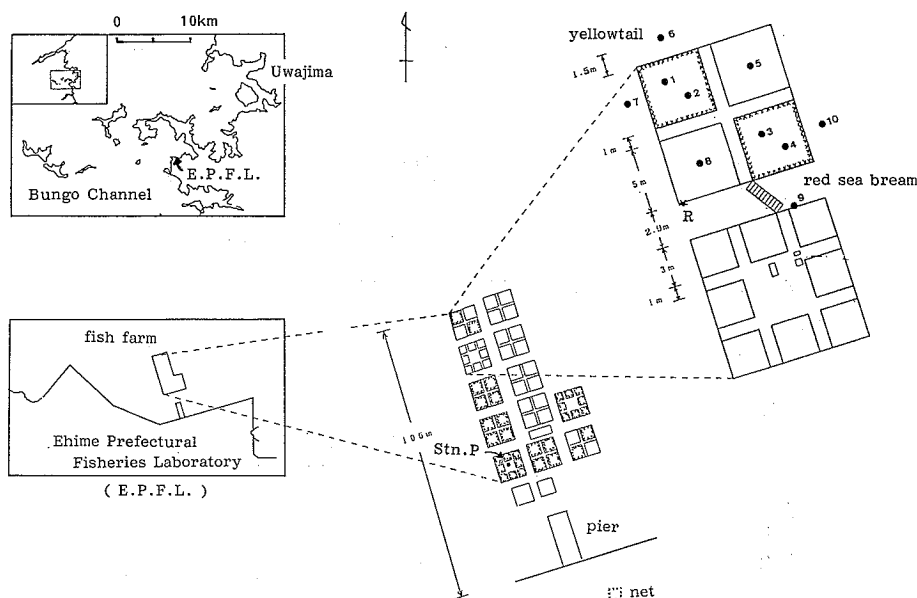 0 10km
Uwajima
E.P.F.L.
Bungo Channel
yellowtail
6
1.5m
1
5
2
7
3
10
4
1m
8
red sea bream
5m
R
9
2.0m
3m
1m
fish farm
Ehime Prefectural
Fisheries Laboratory
( E.P.F.L. )
100m
Stn.P
pier
net